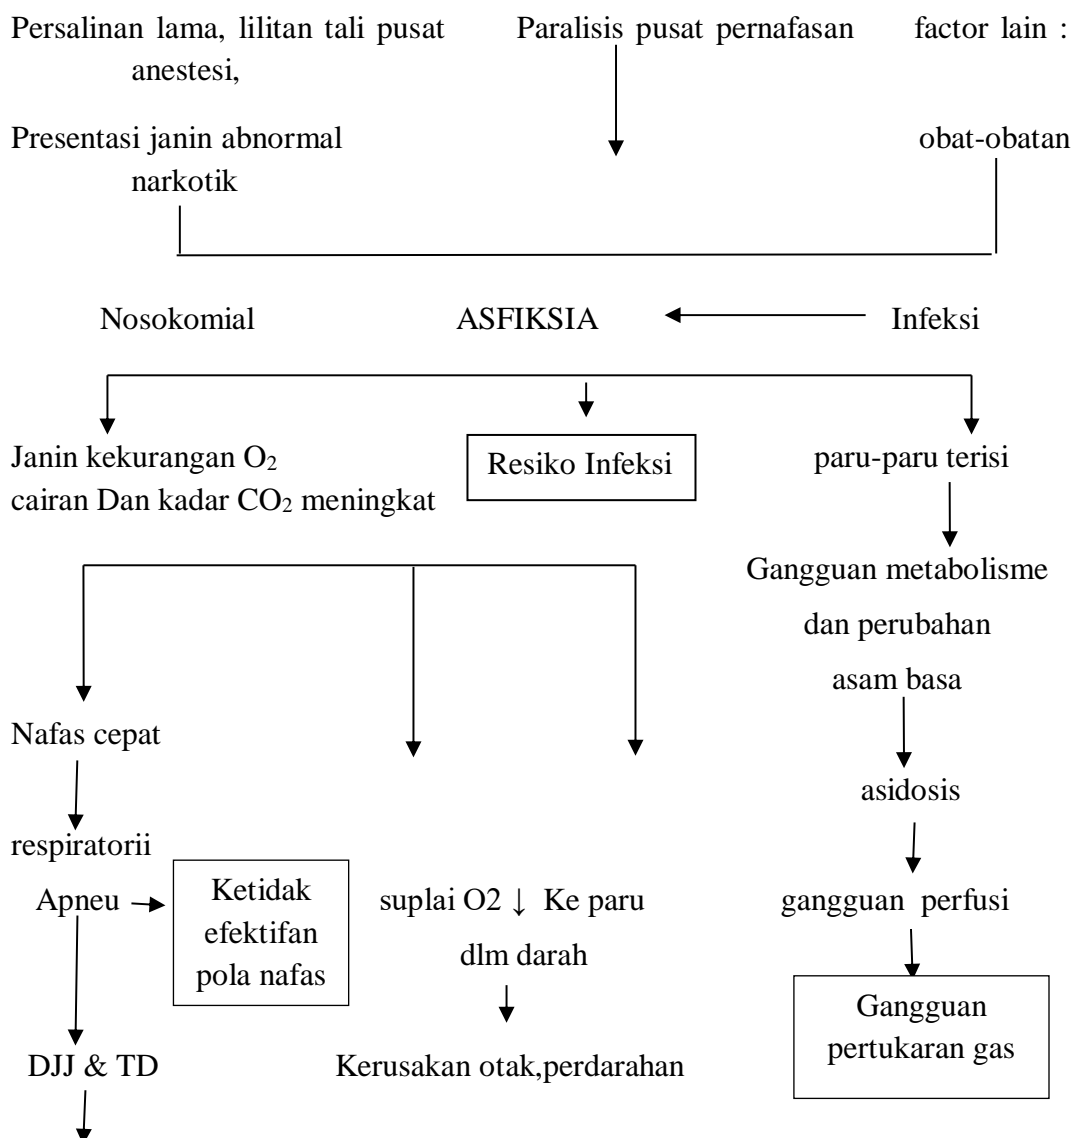 Persalinan lama, lilitan tali pusat Paralisis pusat pernafasan factor lain :
anestesi,
Presentasi janin abnormal obat-obatan
narkotik
Nosokomial ASFIKSIA Infeksi
Janin kekurangan O₂ Resiko Infeksi paru-paru terisi
cairan Dan kadar CO₂ meningkat
Gangguan metabolisme
dan perubahan
asam basa
Nafas cepat
asidosis
respiratorii
Apneu Ketidak suplai O2 ↓ Ke paru gangguan perfusi
efektifan
dlm darah
pola nafas
Gangguan
pertukaran gas
DJJ & TD Kerusakan otak,perdarahan